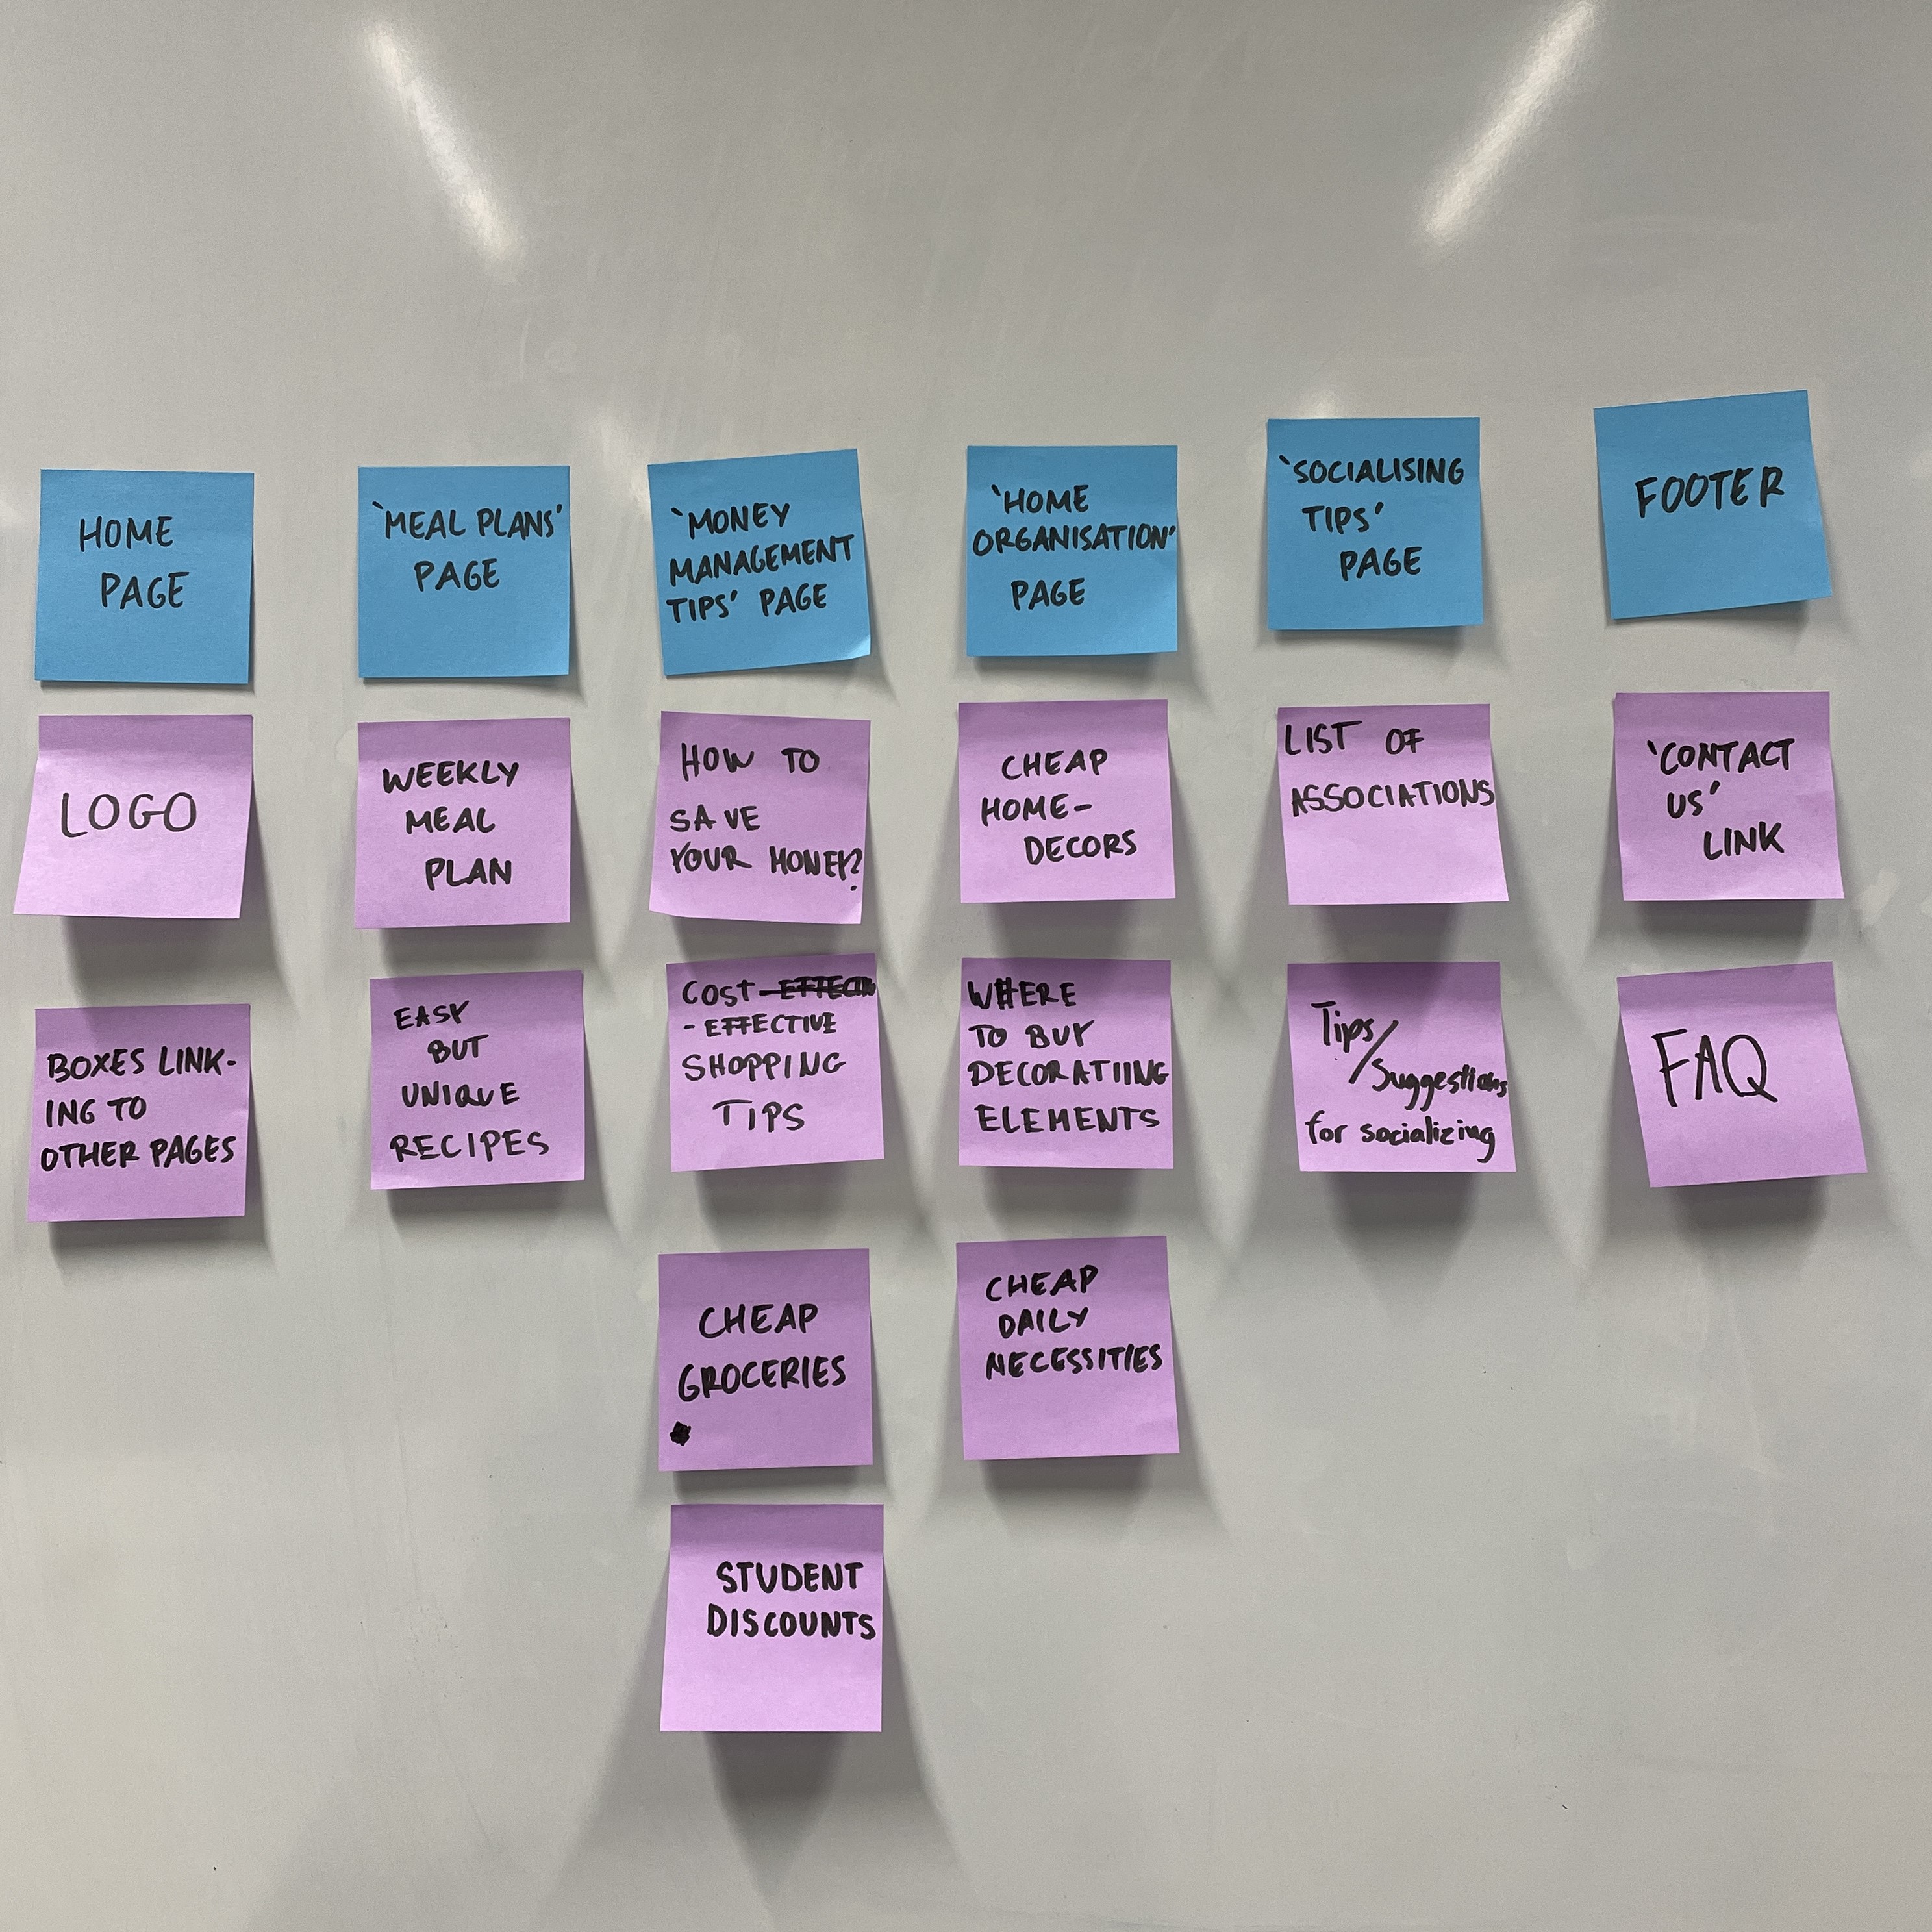 HOME
PAGE
`MEAL PLANS'
PAGE
`MONEY
MANAGEMENT
TIPS' PAGE
`HOME
ORGANISATION'
PAGE
`SOCIALISING
TIPS'
PAGE
FOOTER
LOGO
WEEKLY
MEAL
PLAN
HOW TO
SAVE
YOUR MONEY?
CHEAP
HOME-
DECORS
LIST OF
ASSOCIATIONS
`CONTACT
US'
LINK
BOXES LINK-
ING TO
OTHER PAGES
EASY
BUT
UNIQUE
RECIPES
COST
- EFFECTIVE
SHOPPING
TIPS
WHERE
TO BUY
DECORATIING
ELEMENTS
Tips/
Suggestions
for socializing
FAQ
CHEAP
GROCERIES
CHEAP
DAILY
NECESSITIES
STUDENT
DISCOUNTS